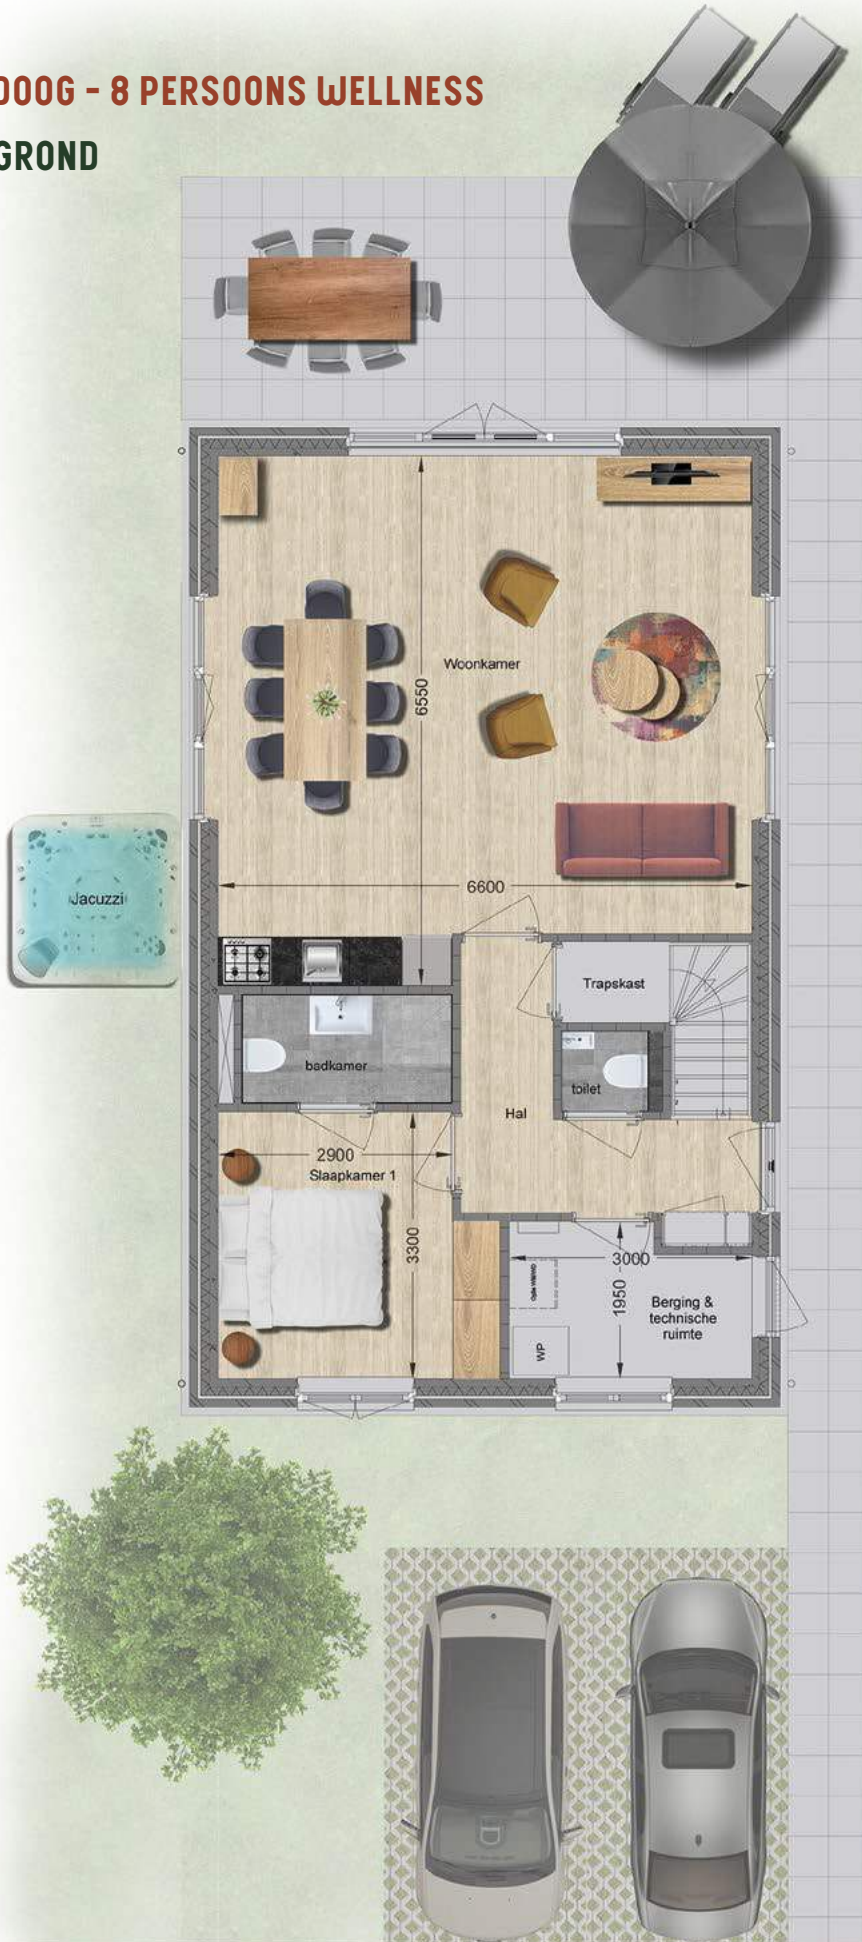 DOOG - 8 PERSOONS WELLNESS
GROND
Woonkamer
6550
6600
Jacuzzi
Trapskast
badkamer
toilet
Hal
2900
Slaapkamer 1
3300
3000
1950
Berging &
technische
ruimte
WP